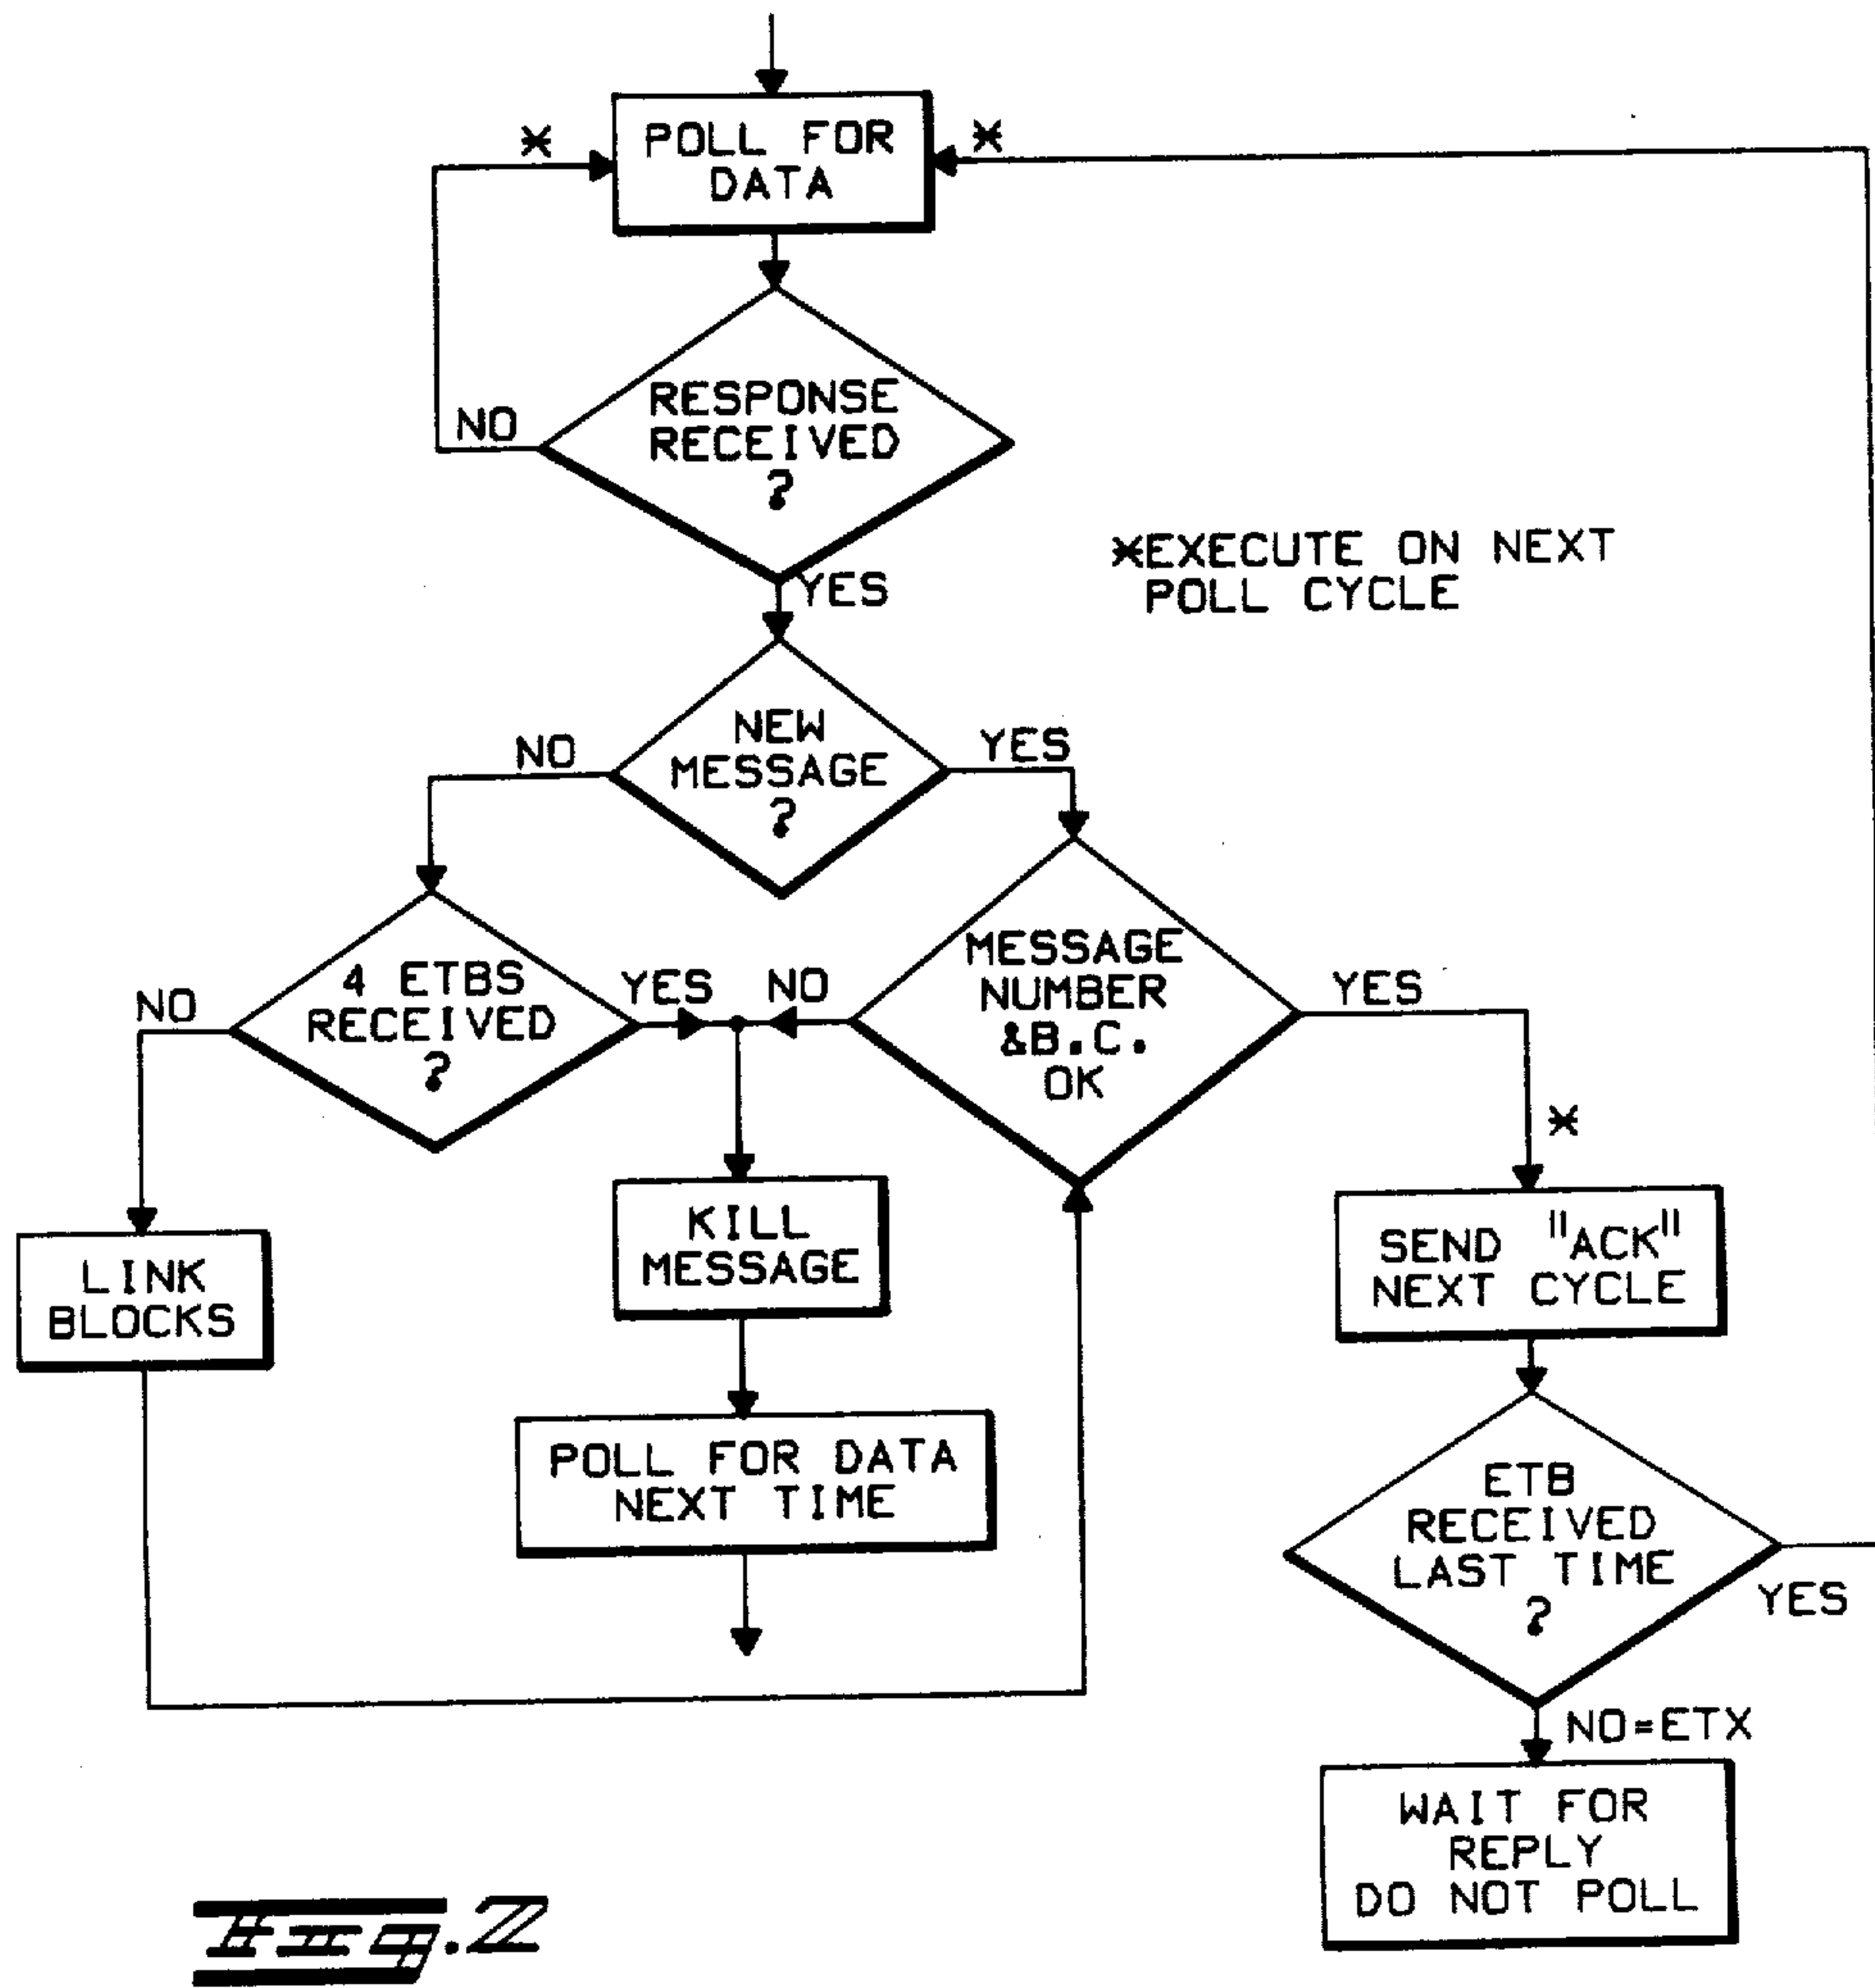 *
POLL FOR
DATA
*
RESPONSE
RECEIVED
?
NO
YES
*EXECUTE ON NEXT
POLL CYCLE
NEW
MESSAGE
?
NO
YES
4 ETBS
RECEIVED
?
NO
YES
NO
MESSAGE
NUMBER
&B.C.
OK
YES
*
LINK
BLOCKS
KILL
MESSAGE
SEND "ACK"
NEXT CYCLE
POLL FOR DATA
NEXT TIME
ETB
RECEIVED
LAST TIME
?
YES
NO=ETX
WAIT FOR
REPLY
DO NOT POLL
Fig.2